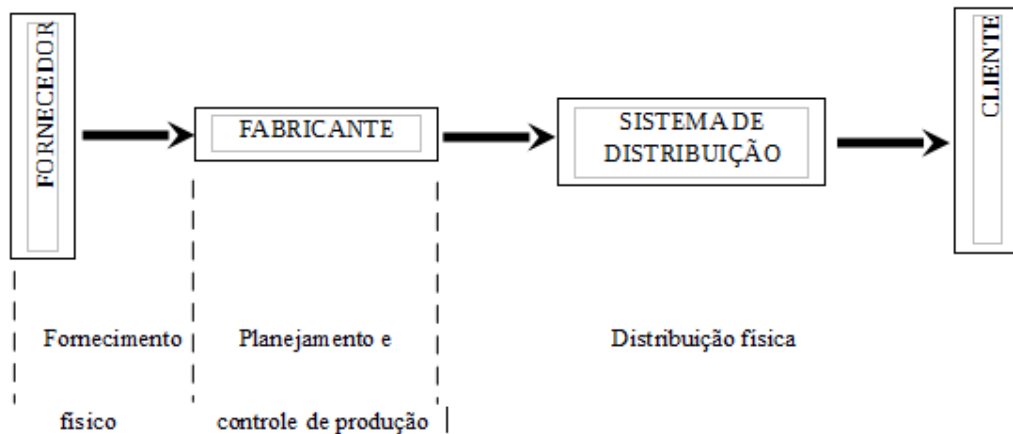 FORNECEDOR
FABRICANTE
SISTEMA DE
DISTRIBUIÇÃO
CLIENTE
Fornecimento
físico
Planejamento e
controle de produção
Distribuição física